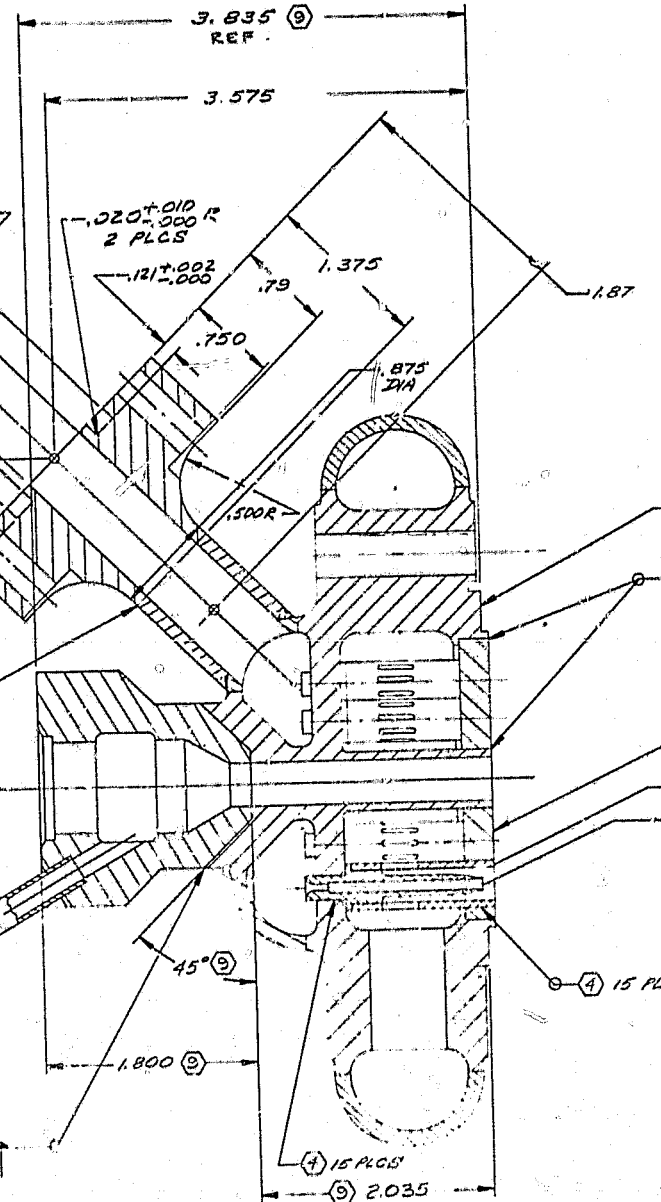 3.835 ⑨
REF.
3.575
.020 +.010 -.000 R
2 PLCS
.121 +.002 -.000
1.375
.79
.750
1.87
.875
DIA
.500R
45° ⑨
1.800 ⑨
④ 15
④ 15 PLCS
⑨ 2.035